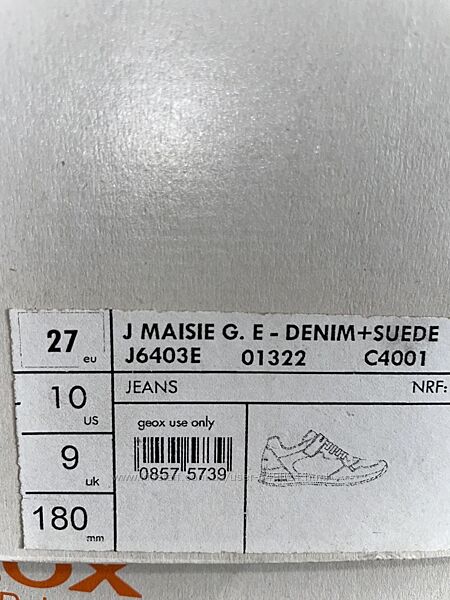 27 eu
10 US
9 uk
180 mm
J MAISIE G. E - DENIM+SUEDE
J6403E 01322 C4001
JEANS NRF:
geox use only
0857 5739
OX